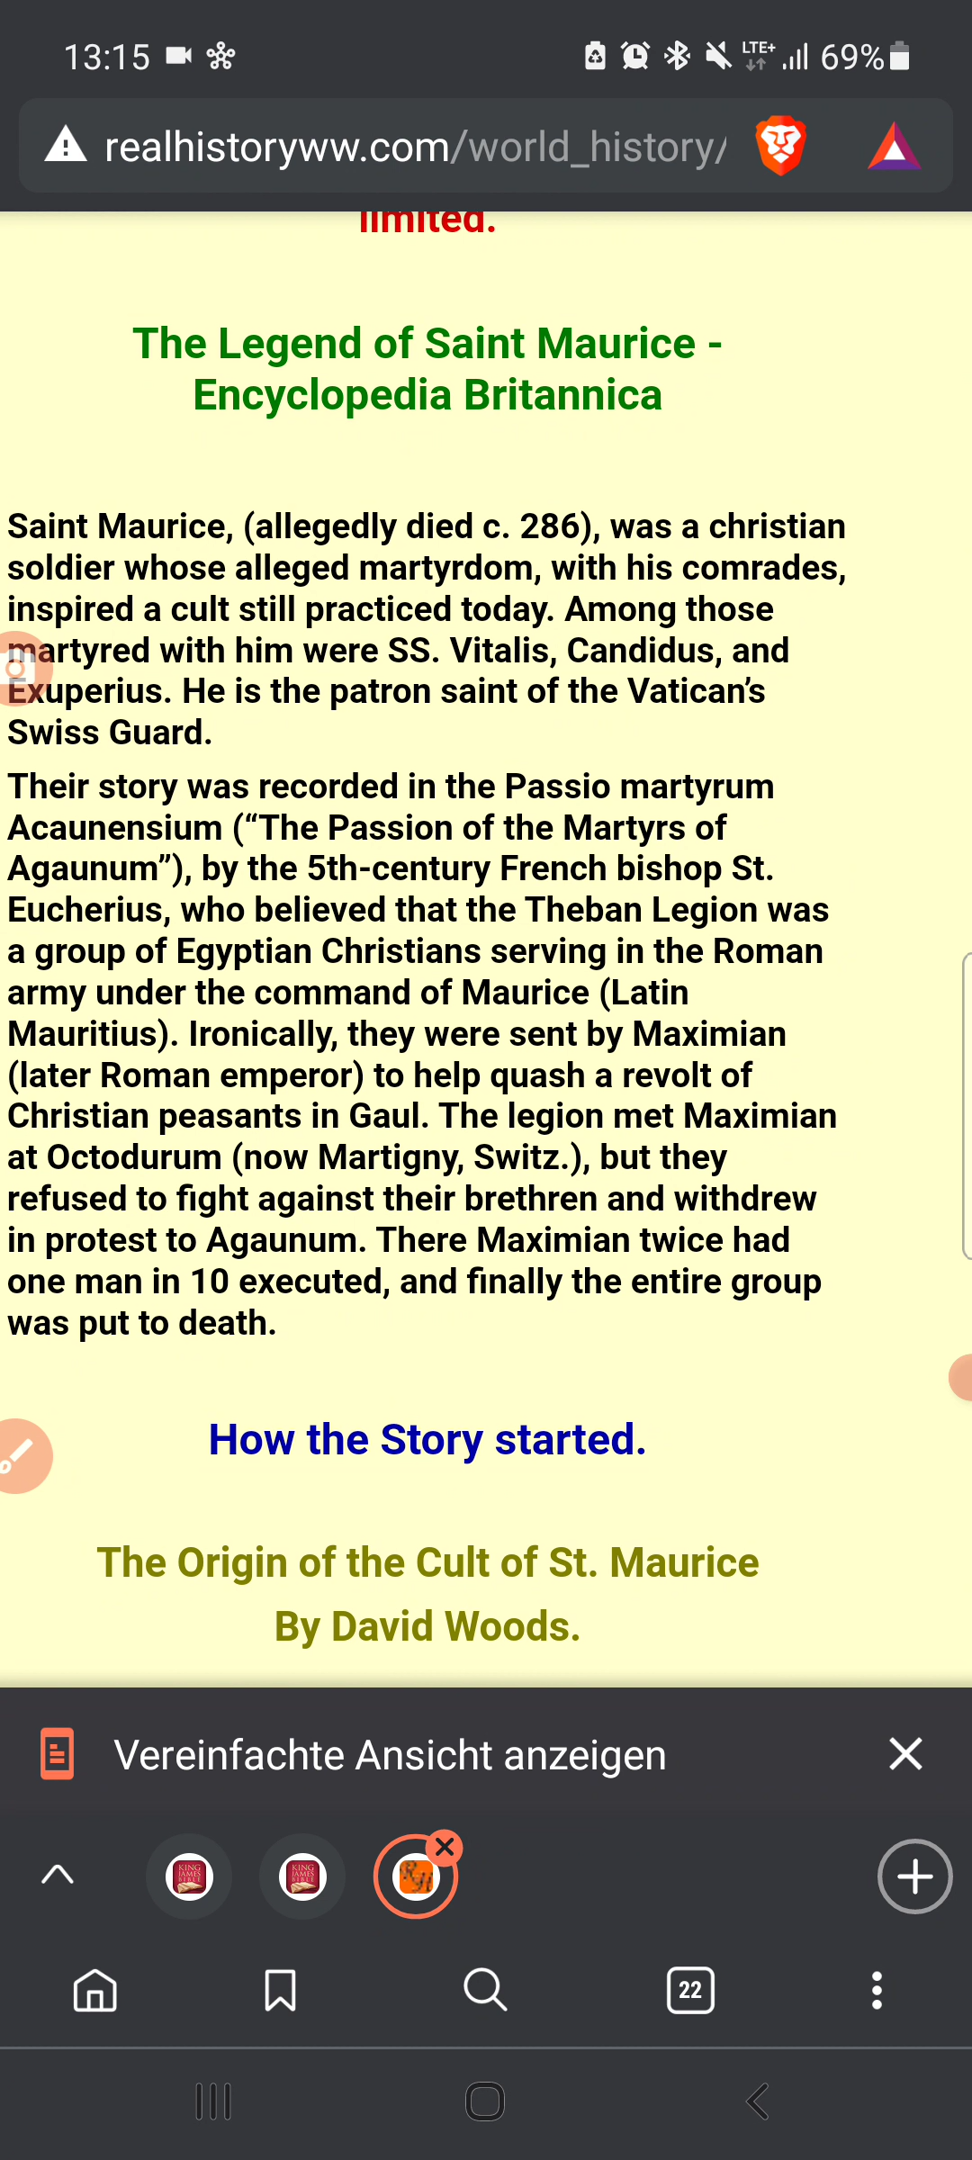 13:15
LTE+
69%
realhistoryww.com/world_history/
limited.
The Legend of Saint Maurice -
Encyclopedia Britannica
Saint Maurice, (allegedly died c. 286), was a christian
soldier whose alleged martyrdom, with his comrades,
inspired a cult still practiced today. Among those
martyred with him were SS. Vitalis, Candidus, and
Exuperius. He is the patron saint of the Vatican’s
Swiss Guard.
Their story was recorded in the Passio martyrum
Acaunensium (“The Passion of the Martyrs of
Agaunum”), by the 5th-century French bishop St.
Eucherius, who believed that the Theban Legion was
a group of Egyptian Christians serving in the Roman
army under the command of Maurice (Latin
Mauritius). Ironically, they were sent by Maximian
(later Roman emperor) to help quash a revolt of
Christian peasants in Gaul. The legion met Maximian
at Octodurum (now Martigny, Switz.), but they
refused to fight against their brethren and withdrew
in protest to Agaunum. There Maximian twice had
one man in 10 executed, and finally the entire group
was put to death.
How the Story started.
The Origin of the Cult of St. Maurice
By David Woods.
Vereinfachte Ansicht anzeigen
KING JAMES BIBLE
KING JAMES BIBLE
22